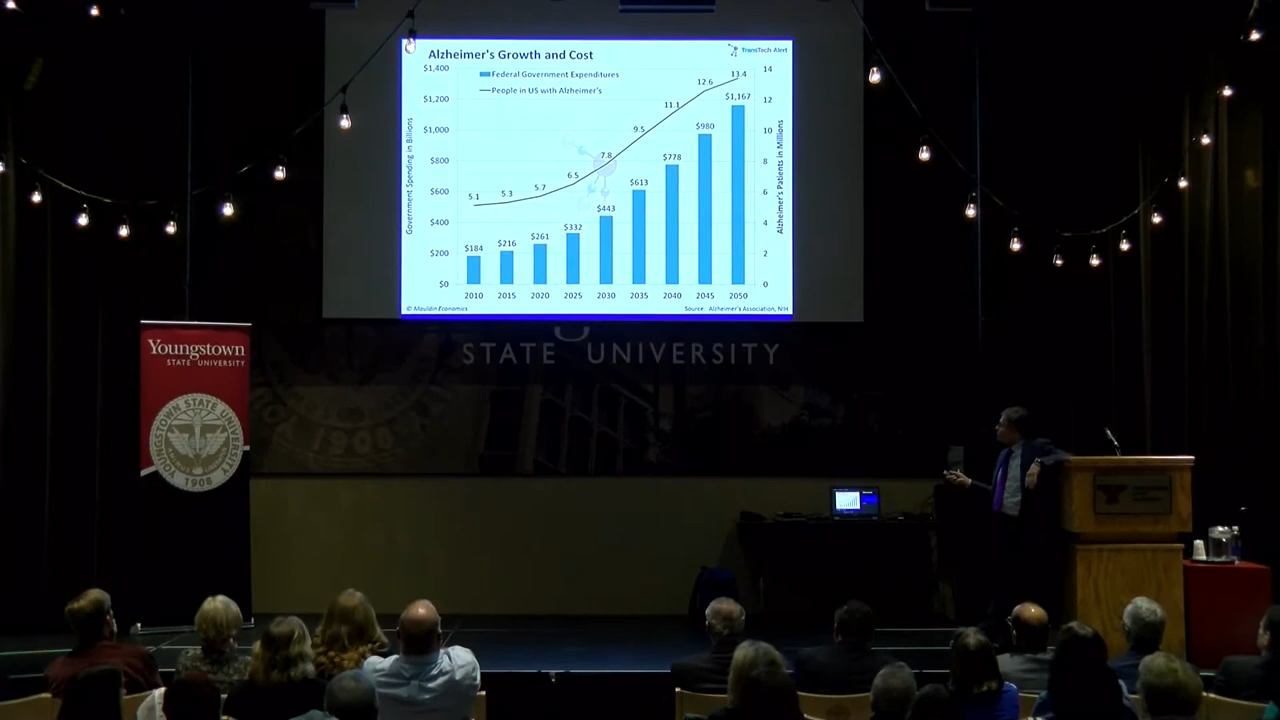 Alzheimer's Growth and Cost
TransTech Alert
Federal Government Expenditures
People in US with Alzheimer's
Government Spending in Billions
$1,400
$1,200
$1,000
$800
$600
$400
$200
$0
14
12
10
8
6
4
2
0
Alzheimer's Patients in Millions
5.1
5.3
5.7
6.5
7.8
9.5
11.1
12.6
13.4
$184
$216
$261
$332
$443
$613
$778
$980
$1,167
2010 2015 2020 2025 2030 2035 2040 2045 2050
© Mauldin Economics
Source: Alzheimer's Association, NIH
STATE UNIVERSITY
1908
Youngstown
STATE UNIVERSITY
YOUNGSTOWN STATE UNIVERSITY
1908